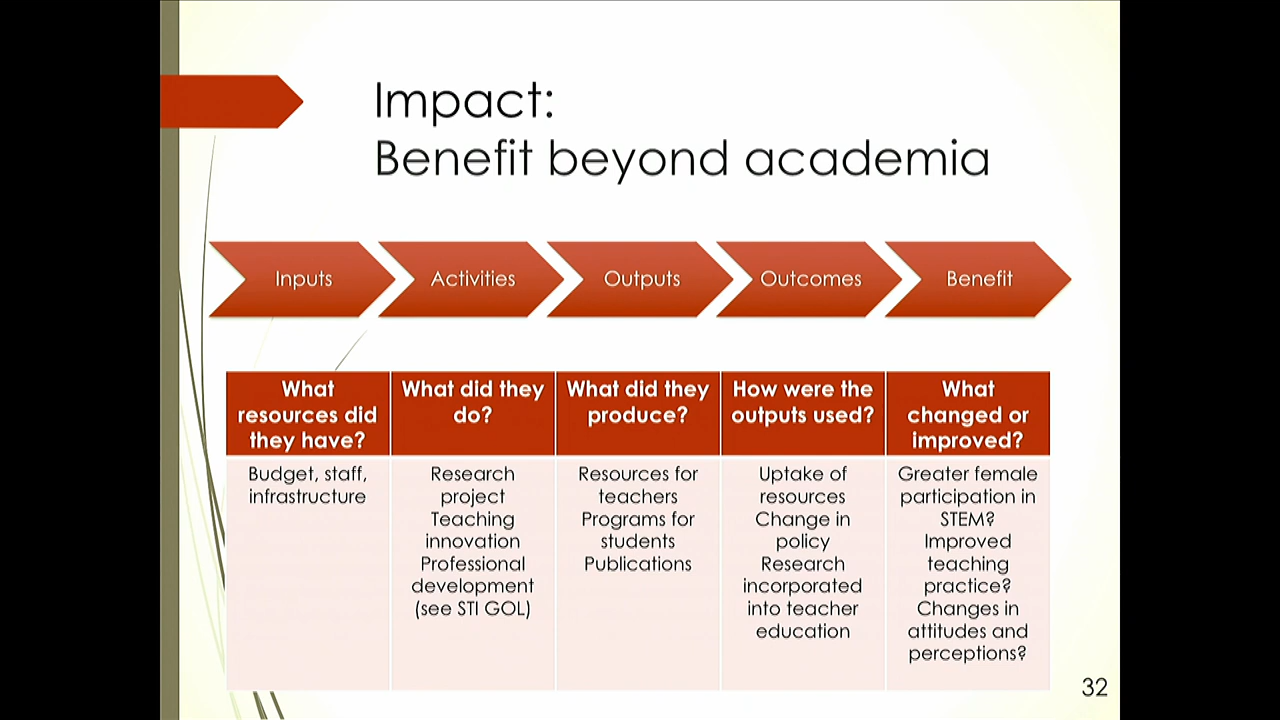 Impact:
Benefit beyond academia
Inputs
Activities
Outputs
Outcomes
Benefit
What
resources did
they have?
What did they
do?
What did they
produce?
How were the
outputs used?
What
changed or
improved?
Budget, staff,
infrastructure
Research
project
Teaching
innovation
Professional
development
(see STI GOL)
Resources for
teachers
Programs for
students
Publications
Uptake of
resources
Change in
policy
Research
incorporated
into teacher
education
Greater female
participation in
STEM?
Improved
teaching
practice?
Changes in
attitudes and
perceptions?
32